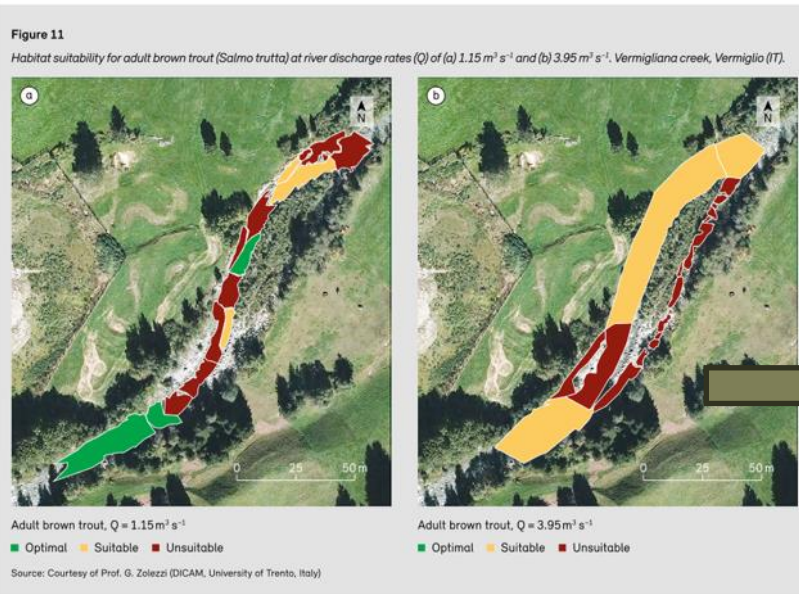 Figure 11
Habitat suitability for adult brown trout (Salmo trutta) at river discharge rates (Q) of (a) 1.15 m³ s⁻¹ and (b) 3.95 m³ s⁻¹. Vermigliana creek, Vermiglio (IT).
a
N
0 25 50 m
b
N
0 25 50 m
Adult brown trout, Q = 1.15 m³ s⁻¹
Optimal Suitable Unsuitable
Adult brown trout, Q = 3.95 m³ s⁻¹
Optimal Suitable Unsuitable
Source: Courtesy of Prof. G. Zolezzi (DICAM, University of Trento, Italy)